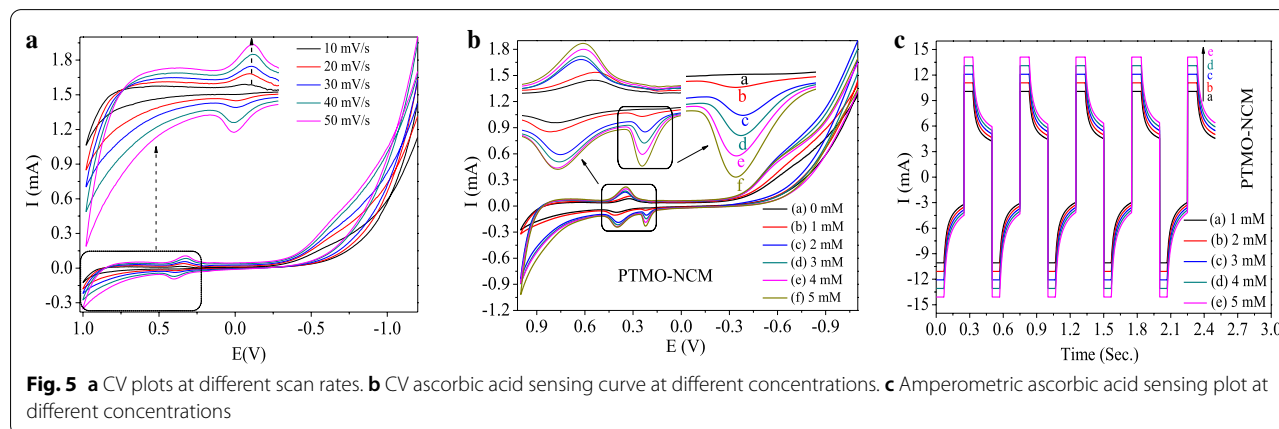 a
1.8
1.5
1.2
0.9
0.6
0.3
0.0
-0.3
I (mA)
10 mV/s
20 mV/s
30 mV/s
40 mV/s
50 mV/s
1.0 0.5 0.0 -0.5 -1.0
E(V)
b
1.8
1.5
1.2
0.9
0.6
0.3
0.0
-0.3
-0.6
-0.9
-1.2
I (mA)
a
b
c
d
e
f
(a) 0 mM
(b) 1 mM
(c) 2 mM
(d) 3 mM
(e) 4 mM
(f) 5 mM
PTMO-NCM
0.9 0.6 0.3 0.0 -0.3 -0.6 -0.9
E (V)
c
15
12
9
6
3
0
-3
-6
-9
-12
-15
I (mA)
e
d
c
b
a
PTMO-NCM
(a) 1 mM
(b) 2 mM
(c) 3 mM
(d) 4 mM
(e) 5 mM
0.0 0.3 0.6 0.9 1.2 1.5 1.8 2.1 2.4 2.7 3.0
Time (Sec.)
Fig. 5 a CV plots at different scan rates. b CV ascorbic acid sensing curve at different concentrations. c Amperometric ascorbic acid sensing plot at
different concentrations